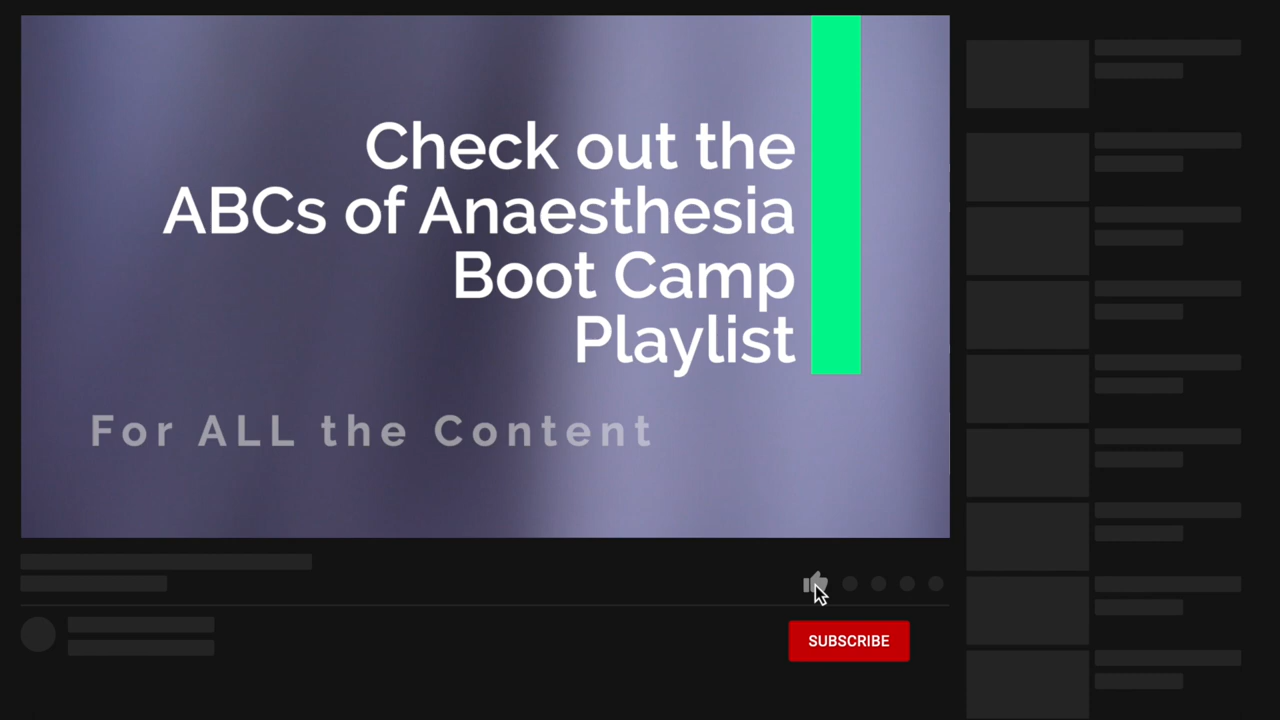 Check out the
ABCs of Anaesthesia
Boot Camp
Playlist
For ALL the Content
SUBSCRIBE